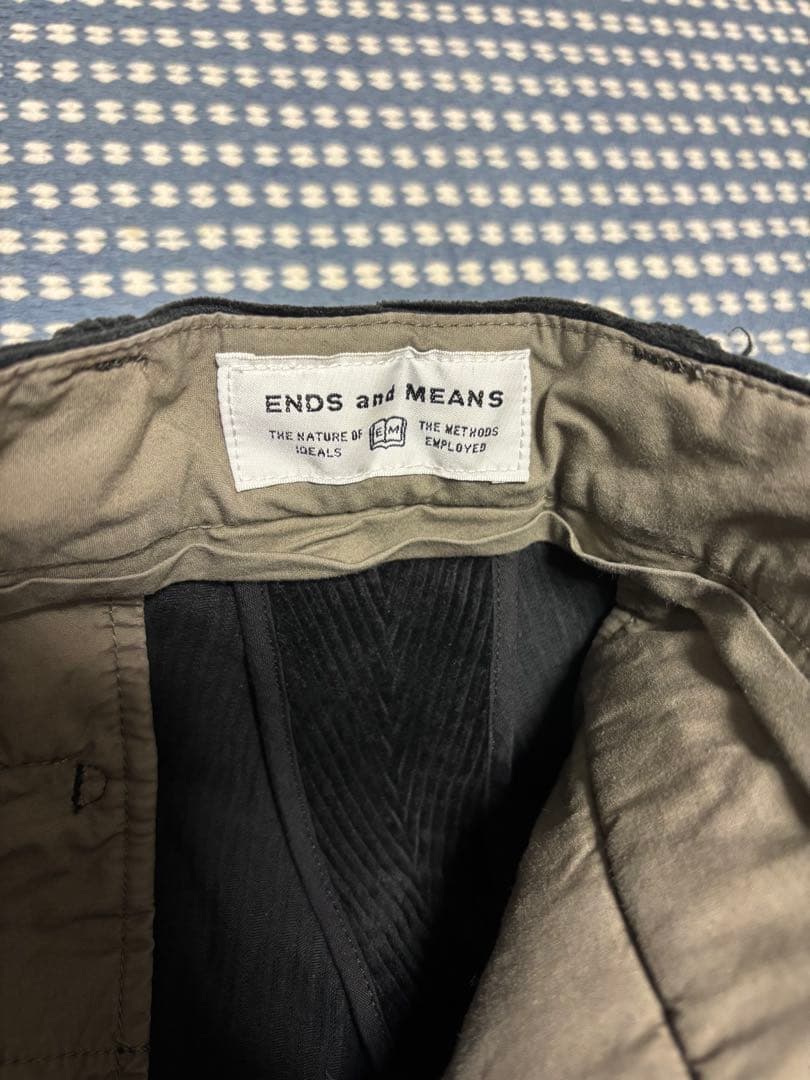 ENDS and MEANS
THE NATURE OF IDEALS
EM
THE METHODS EMPLOYED